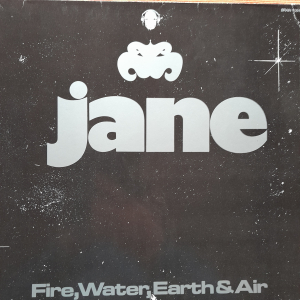 jane
Fire, Water, Earth & Air